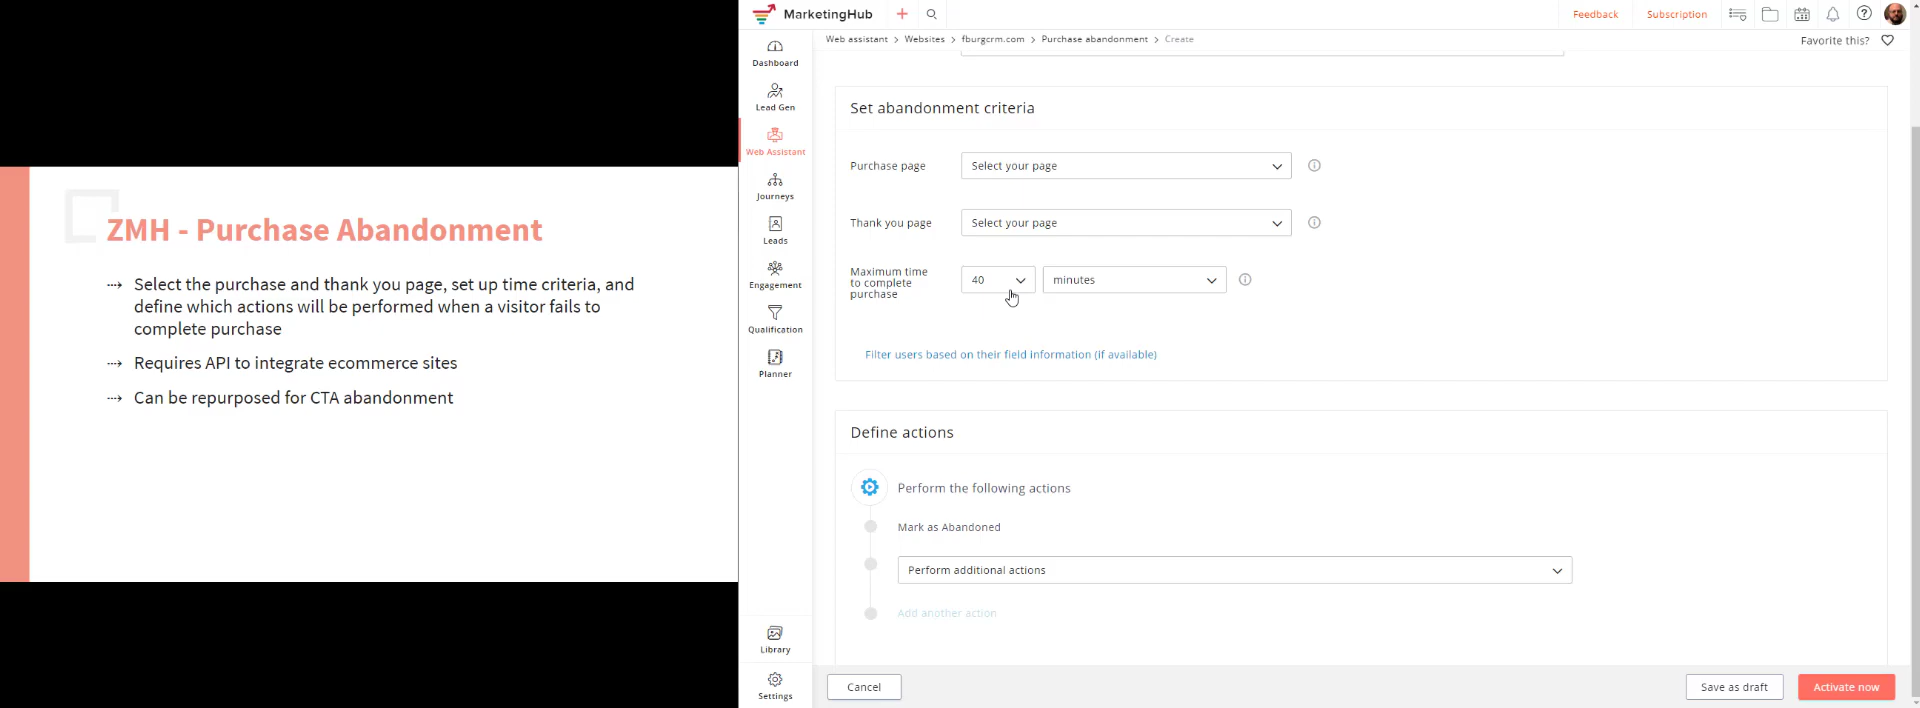 ZMH - Purchase Abandonment
Select the purchase and thank you page, set up time criteria, and
define which actions will be performed when a visitor fails to
complete purchase
Requires API to integrate ecommerce sites
Can be repurposed for CTA abandonment
MarketingHub
Feedback
Subscription
Web assistant > Websites > fburgcrm.com > Purchase abandonment > Create
Favorite this?
Dashboard
Lead Gen
Web Assistant
Journeys
Leads
Engagement
Qualification
Planner
Library
Settings
Set abandonment criteria
Purchase page
Select your page
Thank you page
Select your page
Maximum time
to complete
purchase
40
minutes
Filter users based on their field information (if available)
Define actions
Perform the following actions
Mark as Abandoned
Perform additional actions
Add another action
Cancel
Save as draft
Activate now